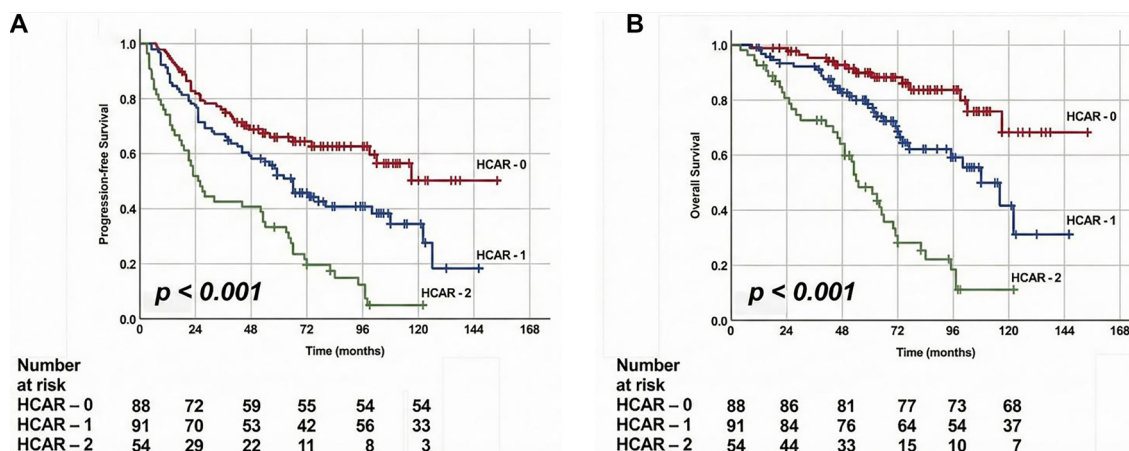 A
Progression-free Survival
1.0
0.8
0.6
0.4
0.2
0.0
HCAR - 0
HCAR - 1
HCAR - 2
p < 0.001
0 24 48 72 96 120 144 168
Time (months)
Number
at risk
HCAR – 0 88 72 59 55 54 54
HCAR – 1 91 70 53 42 56 33
HCAR – 2 54 29 22 11 8 3
B
Overall Survival
1.0
0.8
0.6
0.4
0.2
0.0
HCAR - 0
HCAR - 1
HCAR - 2
p < 0.001
0 24 48 72 96 120 144 168
Time (months)
Number
at risk
HCAR – 0 88 86 81 77 73 68
HCAR – 1 91 84 76 64 54 37
HCAR – 2 54 44 33 15 10 7